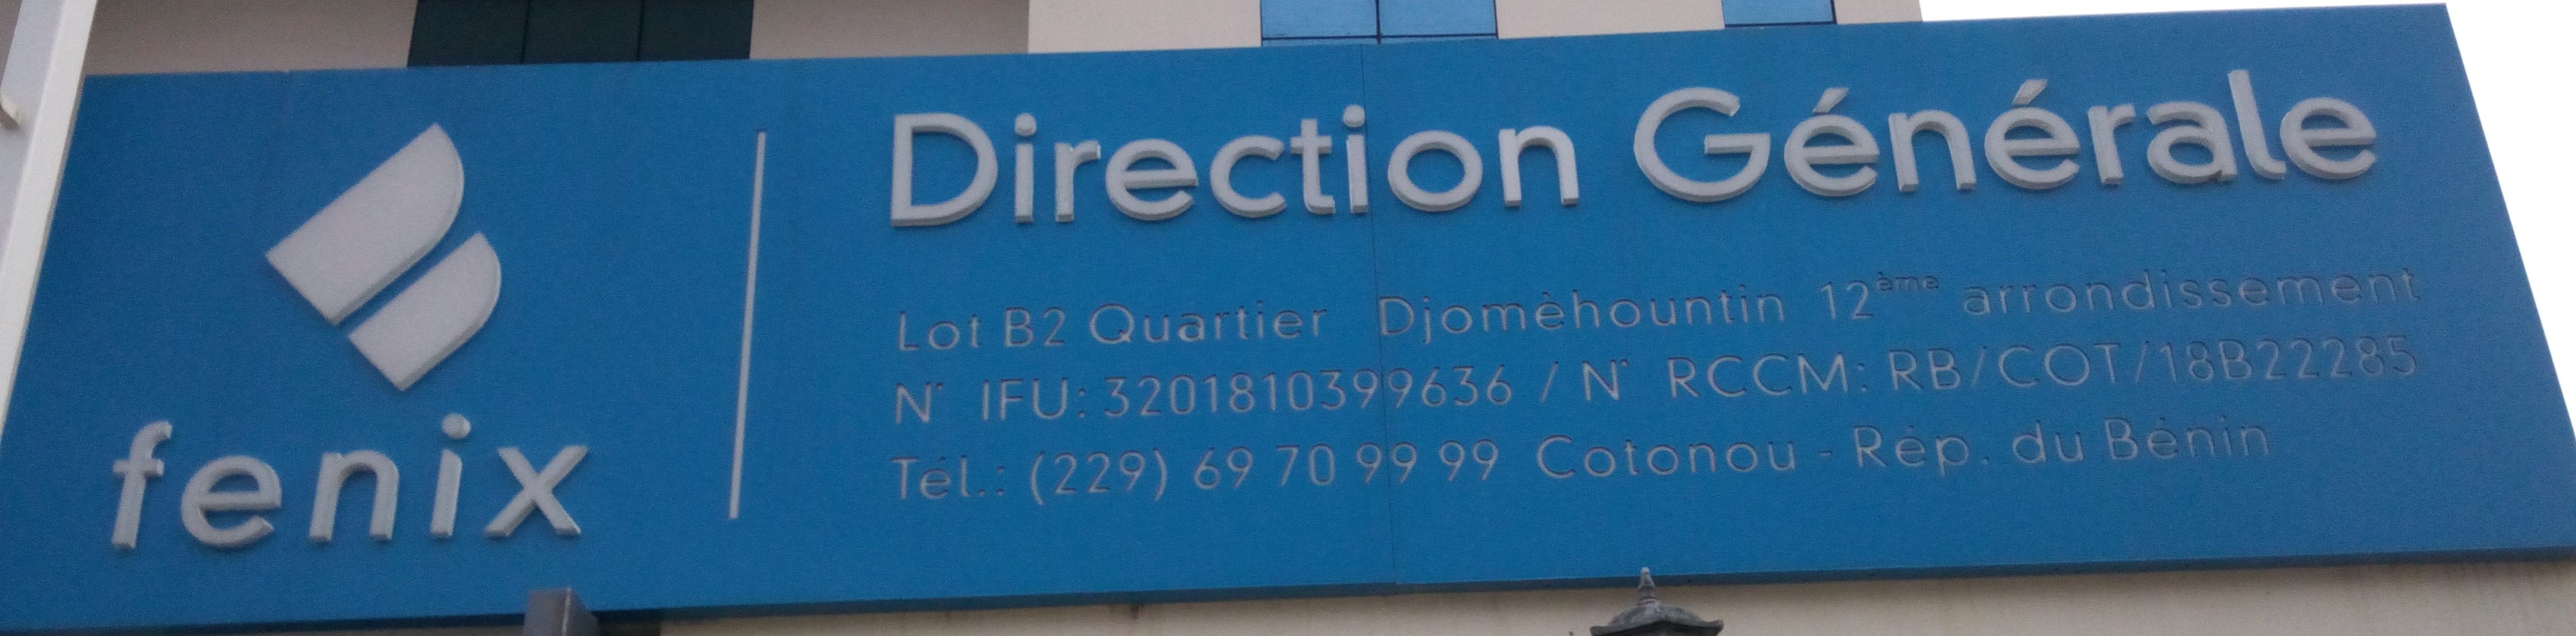 fenix
Direction Générale
Lot B2 Quartier Djomèhountin 12ème arrondissement
N° IFU: 3201810399636 / N° RCCM: RB/COT/18B22285
Tél.: (229) 69 70 99 99 Cotonou - Rép. du Bénin